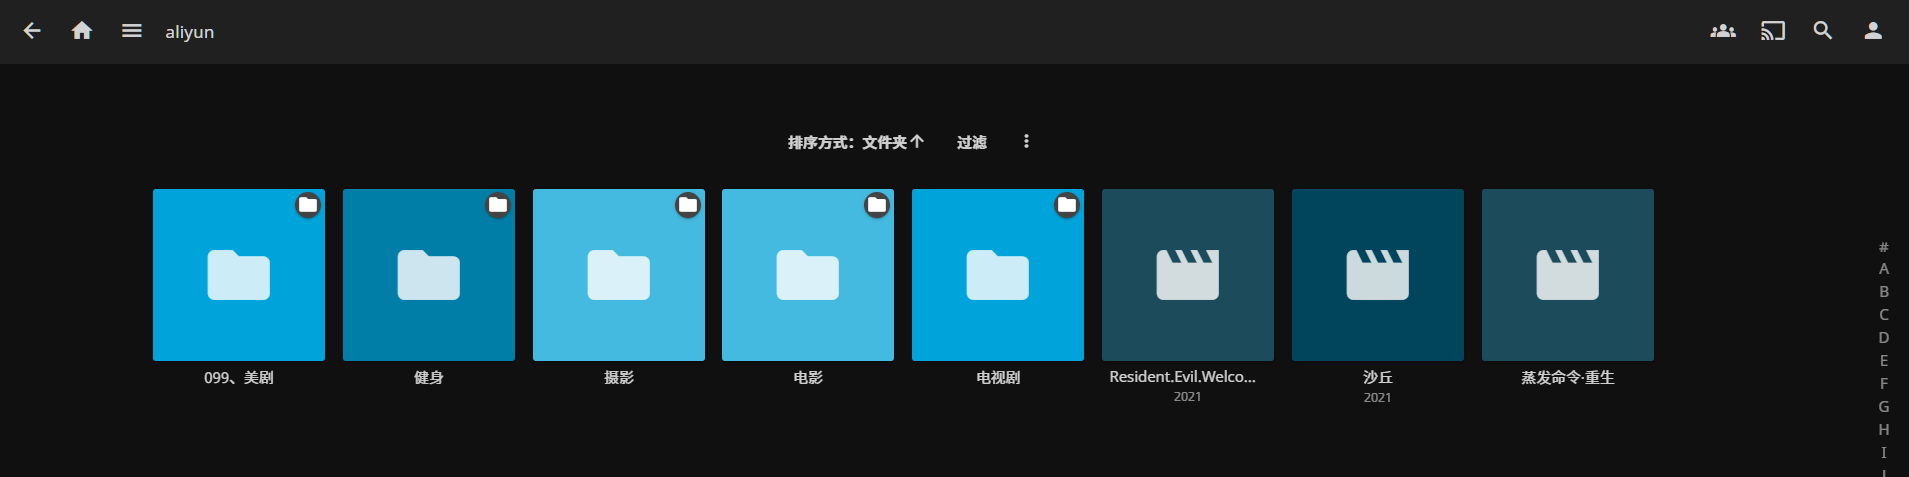 aliyun
排序方式：文件夹
过滤
099、美剧
健身
摄影
电影
电视剧
Resident.Evil.Welco...
2021
沙丘
2021
蒸发命令·重生
#
A
B
C
D
E
F
G
H
I